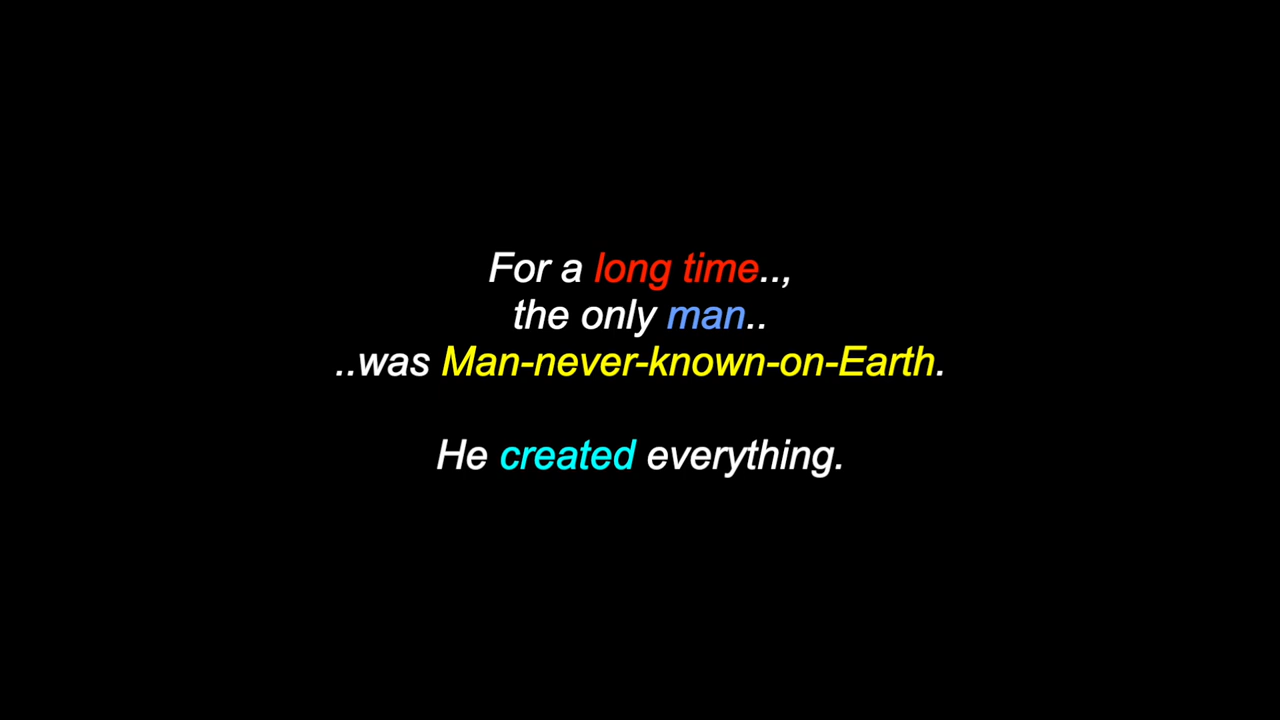 For a long time..,
the only man..
..was Man-never-known-on-Earth.
He created everything.